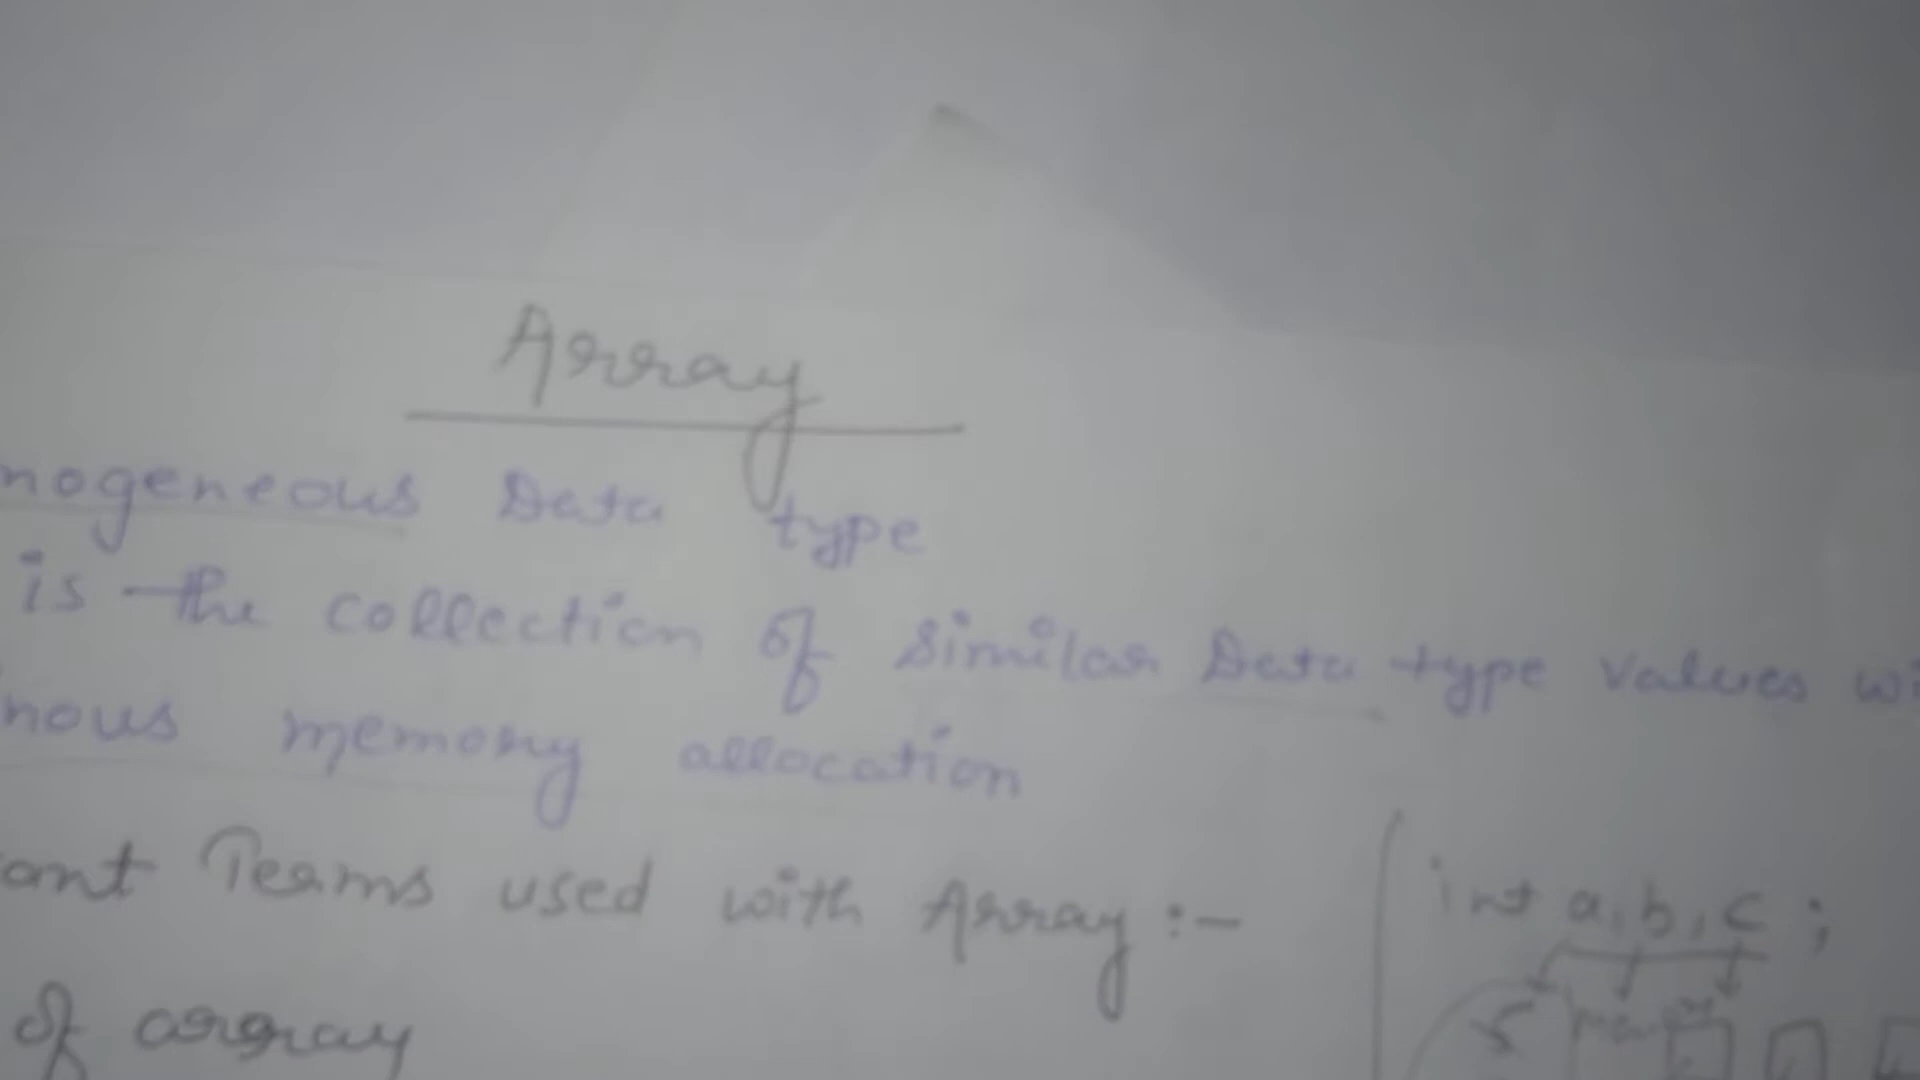 Array
nogeneous Data type
is the collection of Similar Data type values wi
nous memory allocation
ant Terms used with Array :-
int a, b, c ;
of array